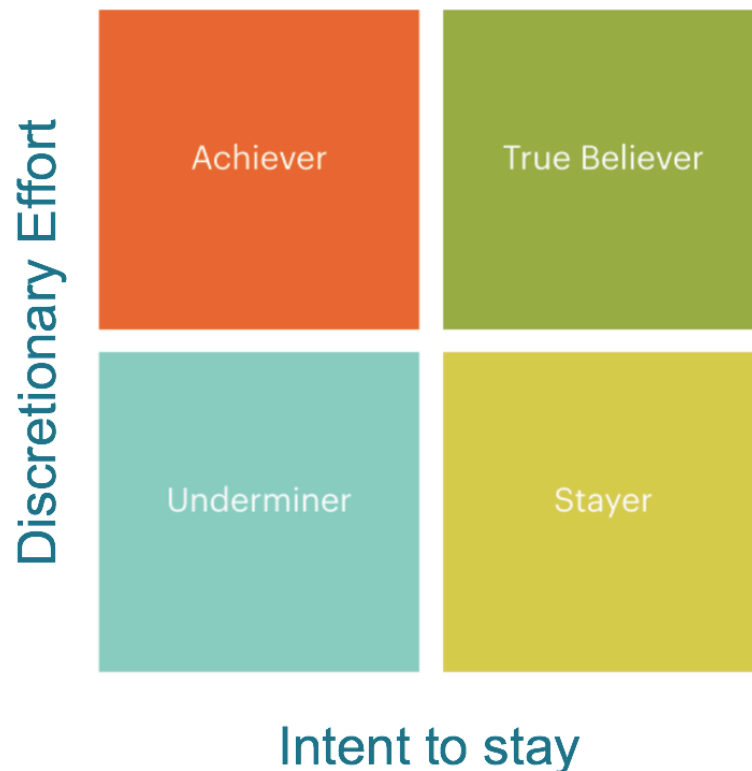 Discretionary Effort
Achiever
True Believer
Underminer
Stayer
Intent to stay